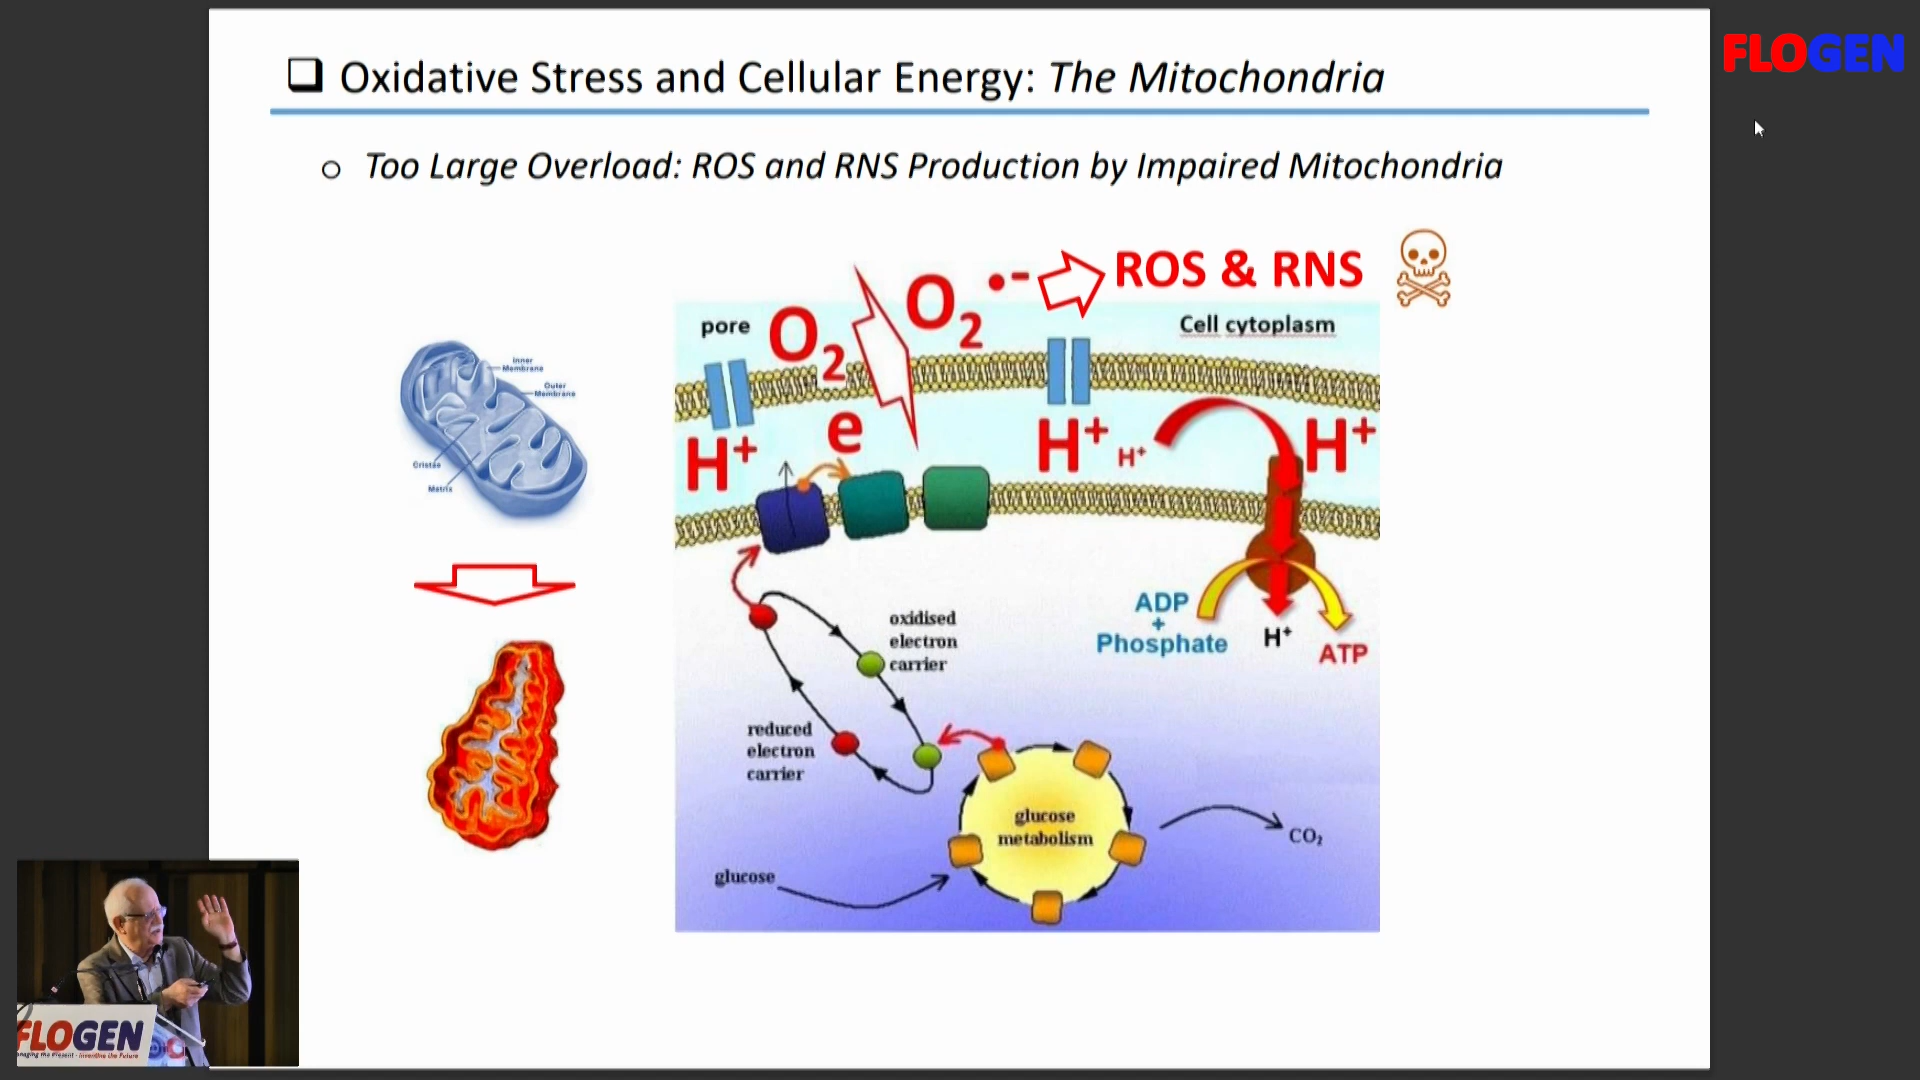 FLOGEN
Oxidative Stress and Cellular Energy: The Mitochondria
Too Large Overload: ROS and RNS Production by Impaired Mitochondria
O2
O2•-
ROS & RNS
pore
Cell cytoplasm
Inner
Membrane
Outer
Membrane
Cristae
Matrix
H+
e
H+
H+
H+
ADP
+
Phosphate
H+
ATP
oxidised
electron
carrier
reduced
electron
carrier
glucose
metabolism
glucose
CO2
FLOGEN